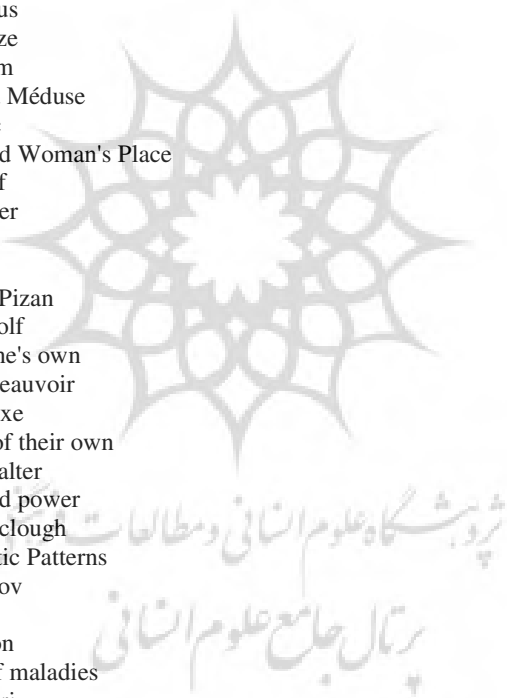 us
ze
m
Méduse
d Woman's Place
f
er
Pizan
olf
ne's own
eauvoir
xe
of their own
alter
d power
clough
tic Patterns
ov
on
f maladies
پژوهشگاه علوم انسانی و مطالعات فرهنگی
پرتال جامع علوم انسانی